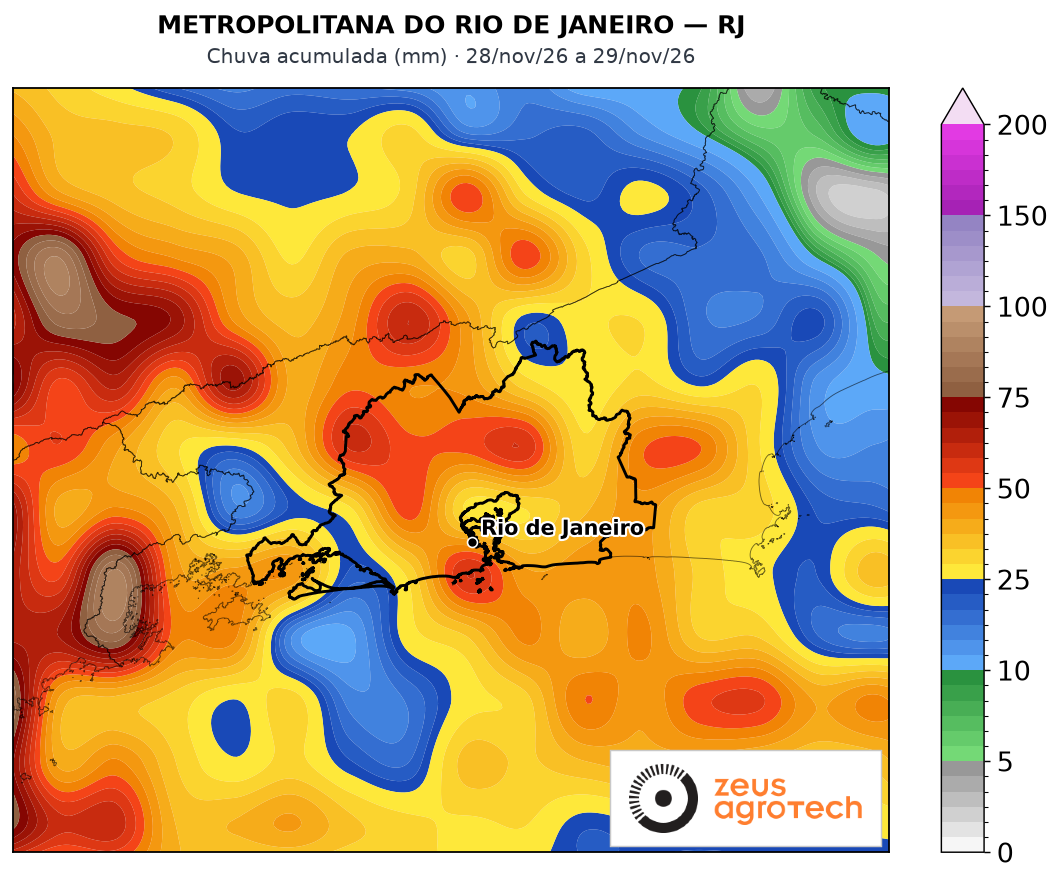 METROPOLITANA DO RIO DE JANEIRO — RJ
Chuva acumulada (mm) · 28/nov/26 a 29/nov/26
200
150
100
75
50
25
10
5
0
Rio de Janeiro
zeus
agrotech